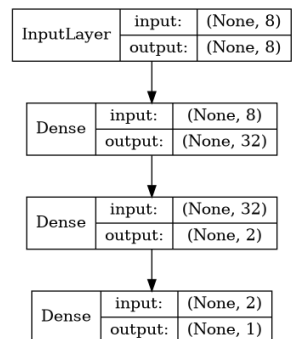 InputLayer input: (None, 8)
output: (None, 8)
Dense input: (None, 8)
output: (None, 32)
Dense input: (None, 32)
output: (None, 2)
Dense input: (None, 2)
output: (None, 1)